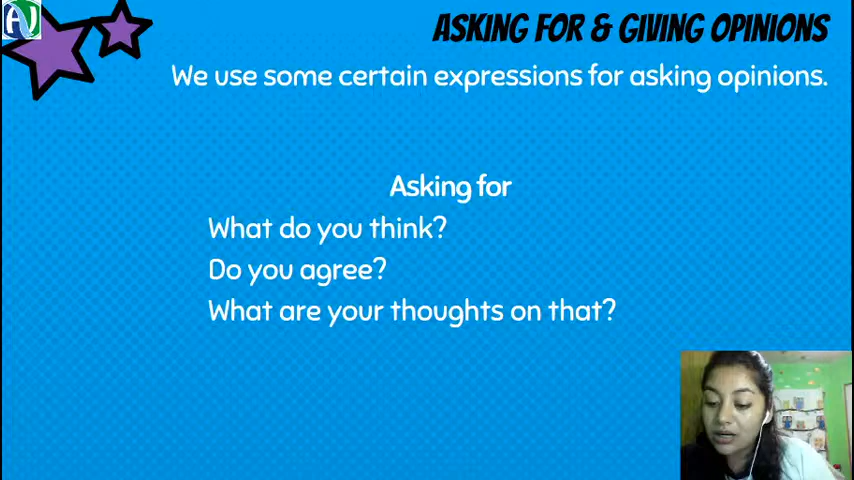 AJ
ASKING FOR & GIVING OPINIONS
We use some certain expressions for asking opinions.
Asking for
What do you think?
Do you agree?
What are your thoughts on that?